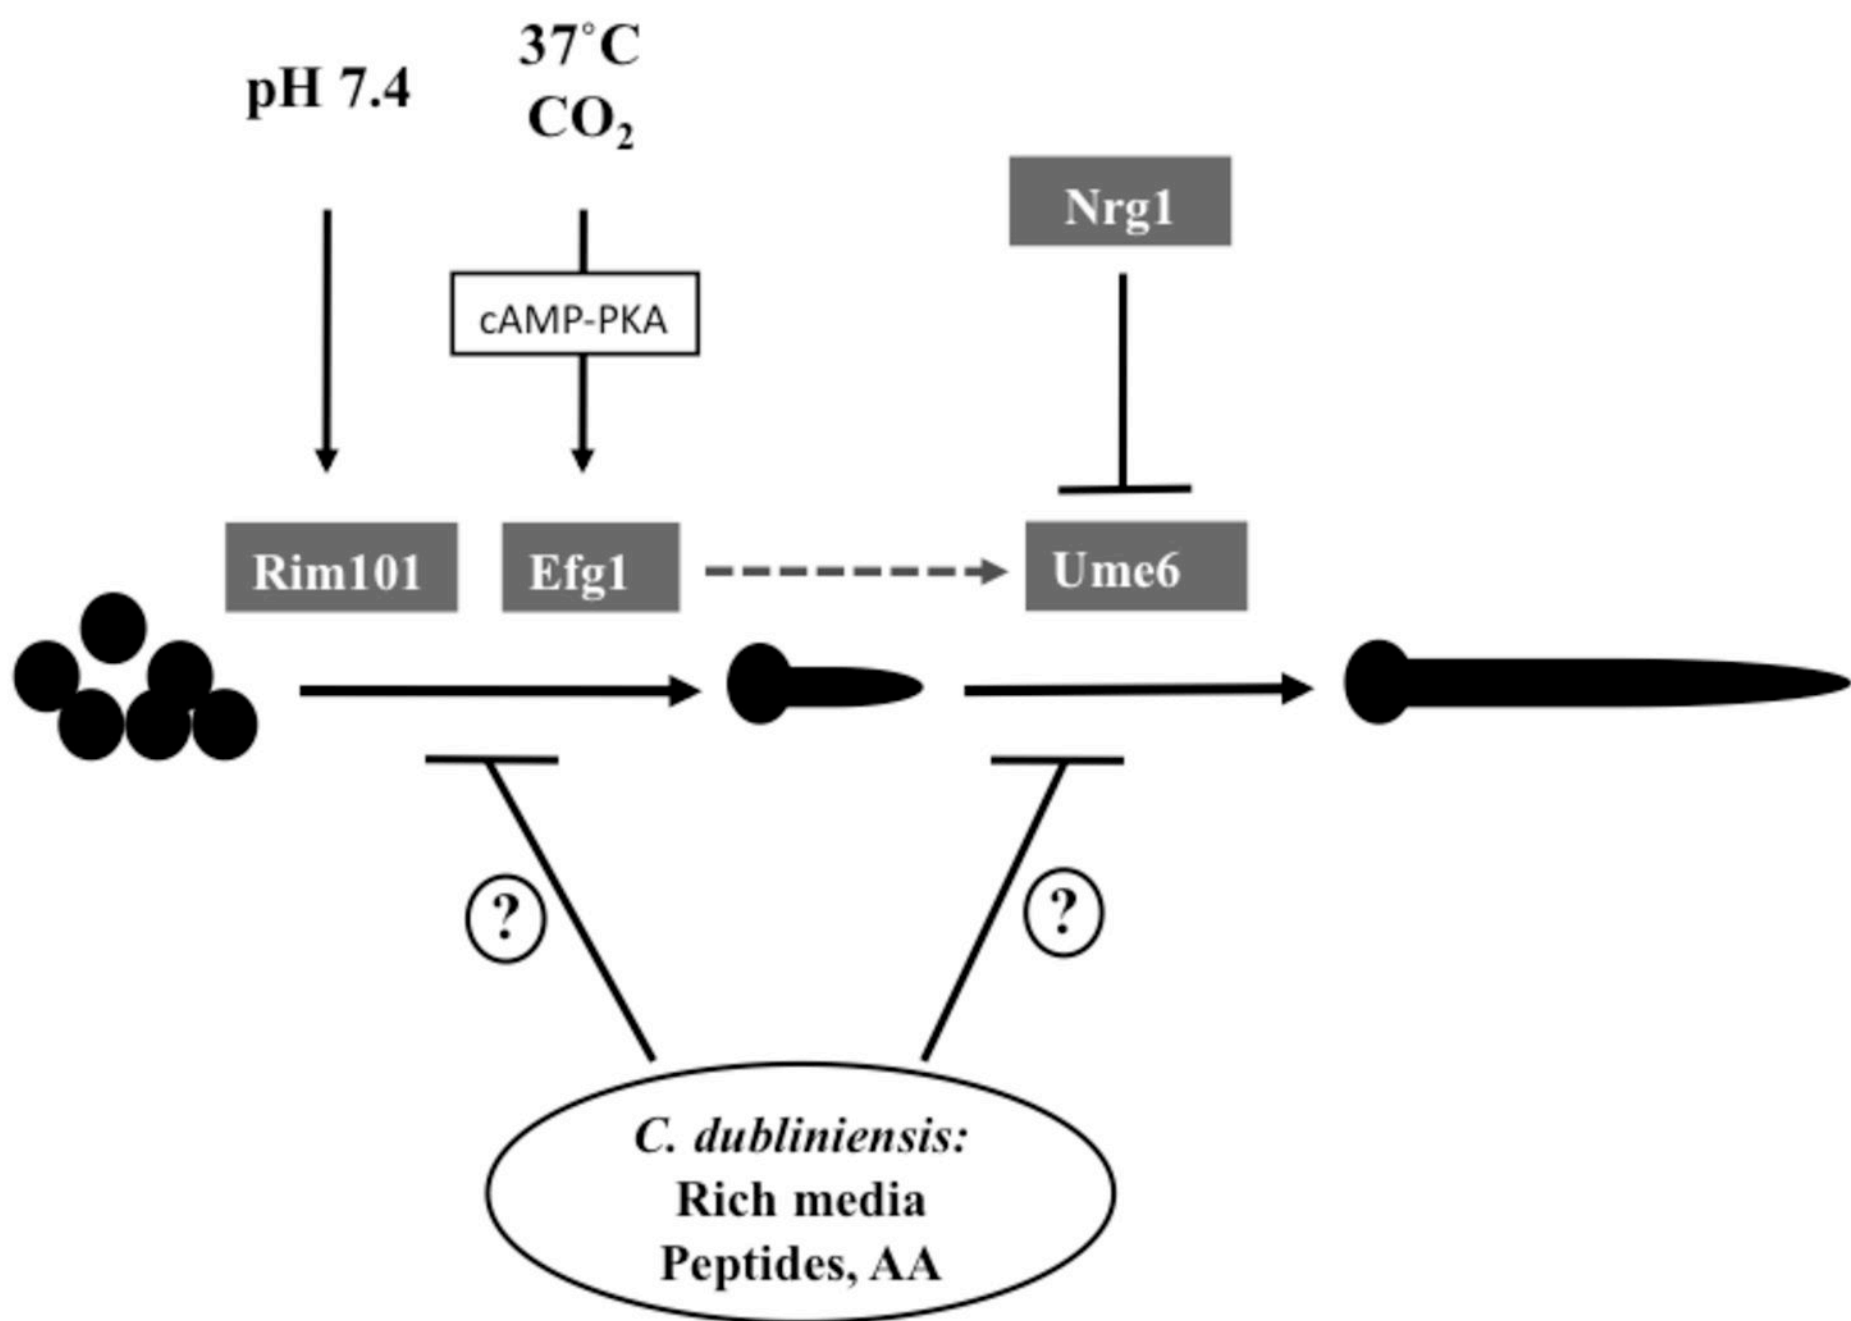 37°C
pH 7.4
CO₂
Nrg1
cAMP-PKA
Rim101
Efg1
Ume6
?
?
C. dubliniensis:
Rich media
Peptides, AA